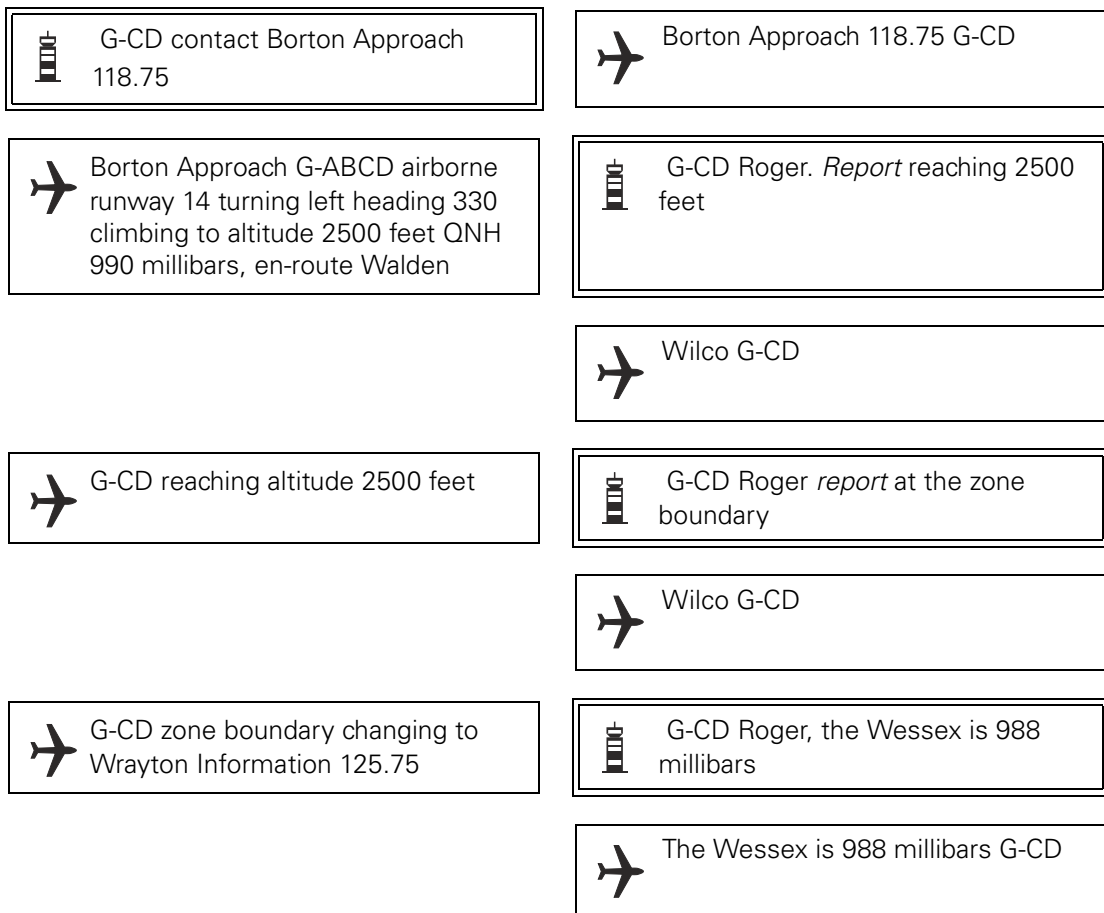 G-CD contact Borton Approach
118.75
Borton Approach 118.75 G-CD
Borton Approach G-ABCD airborne
runway 14 turning left heading 330
climbing to altitude 2500 feet QNH
990 millibars, en-route Walden
G-CD Roger. Report reaching 2500
feet
Wilco G-CD
G-CD reaching altitude 2500 feet
G-CD Roger report at the zone
boundary
Wilco G-CD
G-CD zone boundary changing to
Wrayton Information 125.75
G-CD Roger, the Wessex is 988
millibars
The Wessex is 988 millibars G-CD